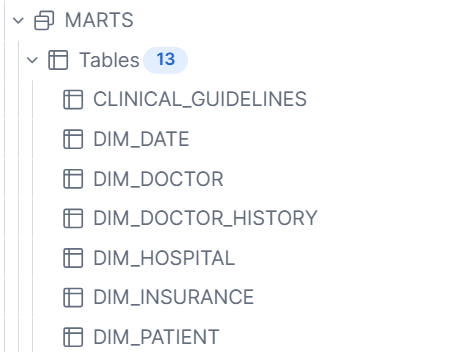 MARTS
Tables 13
CLINICAL_GUIDELINES
DIM_DATE
DIM_DOCTOR
DIM_DOCTOR_HISTORY
DIM_HOSPITAL
DIM_INSURANCE
DIM_PATIENT